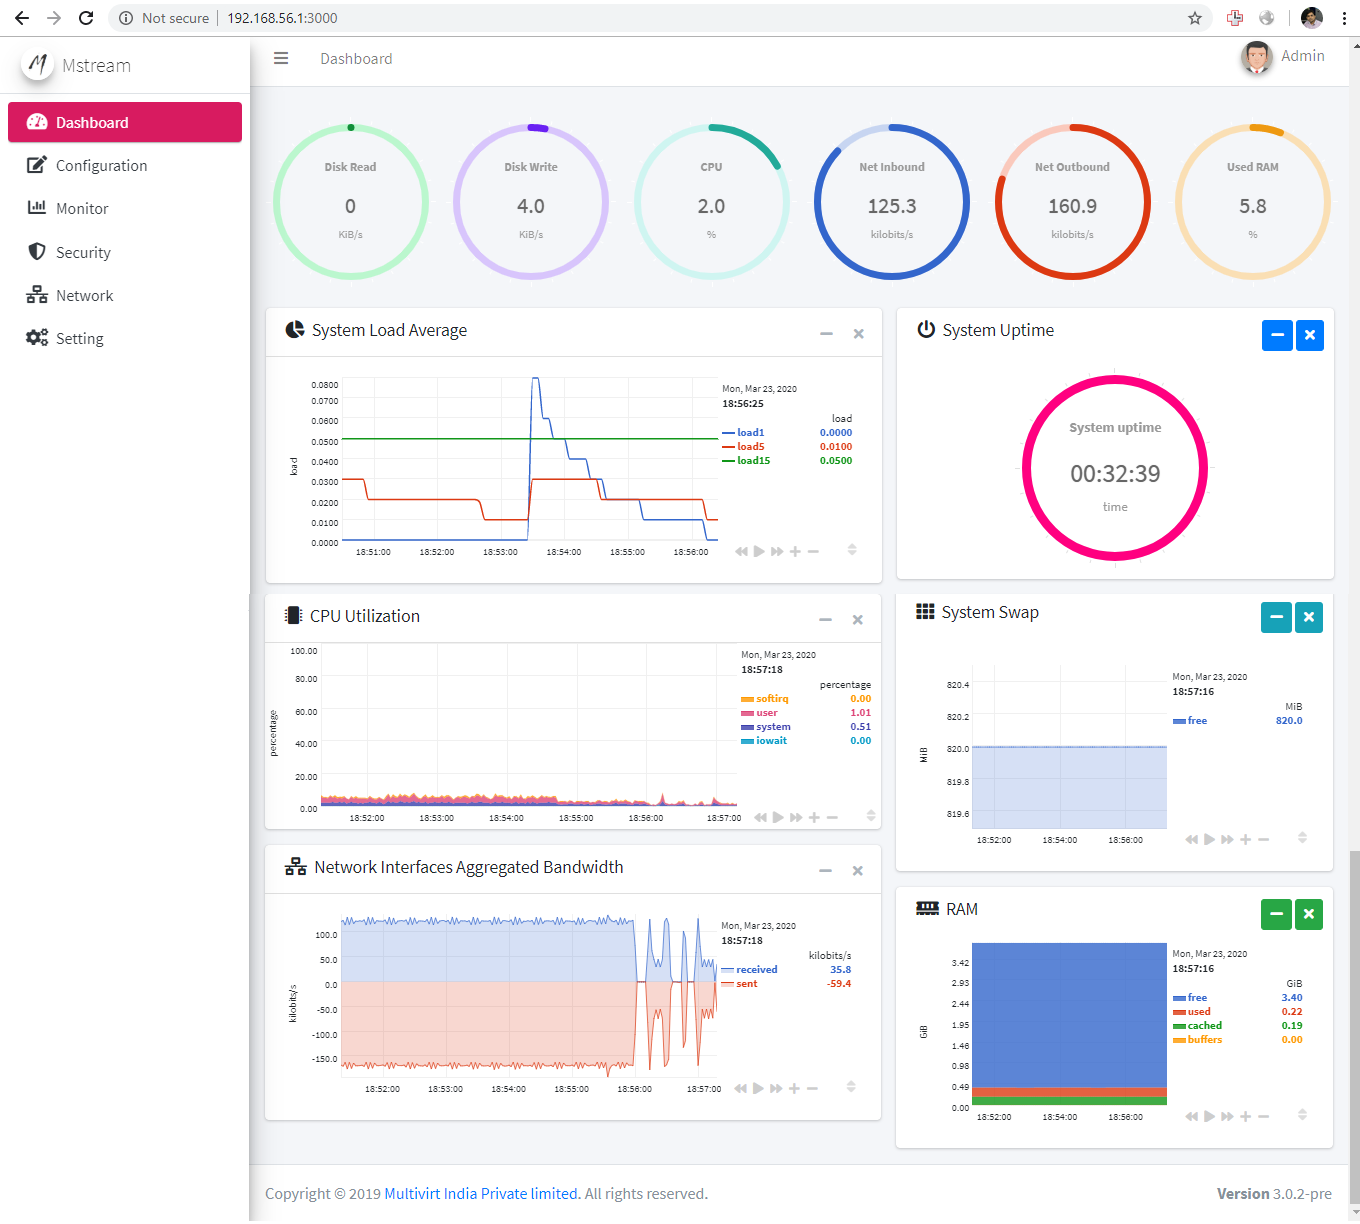 Not secure | 192.168.56.1:3000
Mstream
Dashboard
Admin
Dashboard
Configuration
Monitor
Security
Network
Setting
Disk Read
0
KiB/s
Disk Write
4.0
KiB/s
CPU
2.0
%
Net Inbound
125.3
kilobits/s
Net Outbound
160.9
kilobits/s
Used RAM
5.8
%
System Load Average
0.0800
0.0700
0.0600
0.0500
0.0400
0.0300
0.0200
0.0100
0.0000
load
18:51:00 18:52:00 18:53:00 18:54:00 18:55:00 18:56:00
Mon, Mar 23, 2020
18:56:25
load
load1 0.0000
load5 0.0100
load15 0.0500
System Uptime
System uptime
00:32:39
time
CPU Utilization
100.00
80.00
60.00
40.00
20.00
0.00
percentage
18:52:00 18:53:00 18:54:00 18:55:00 18:56:00 18:57:00
Mon, Mar 23, 2020
18:57:18
percentage
softirq 0.00
user 1.01
system 0.51
iowait 0.00
System Swap
820.4
820.2
820.0
819.8
819.6
MiB
18:52:00 18:54:00 18:56:00
Mon, Mar 23, 2020
18:57:16
MiB
free 820.0
Network Interfaces Aggregated Bandwidth
100.0
50.0
0.0
-50.0
-100.0
-150.0
kilobits/s
18:52:00 18:53:00 18:54:00 18:55:00 18:56:00 18:57:00
Mon, Mar 23, 2020
18:57:18
kilobits/s
received 35.8
sent -59.4
RAM
3.42
2.93
2.44
1.95
1.46
0.98
0.49
0.00
GiB
18:52:00 18:54:00 18:56:00
Mon, Mar 23, 2020
18:57:16
GiB
free 3.40
used 0.22
cached 0.19
buffers 0.00
Copyright © 2019 Multivirt India Private limited. All rights reserved.
Version 3.0.2-pre